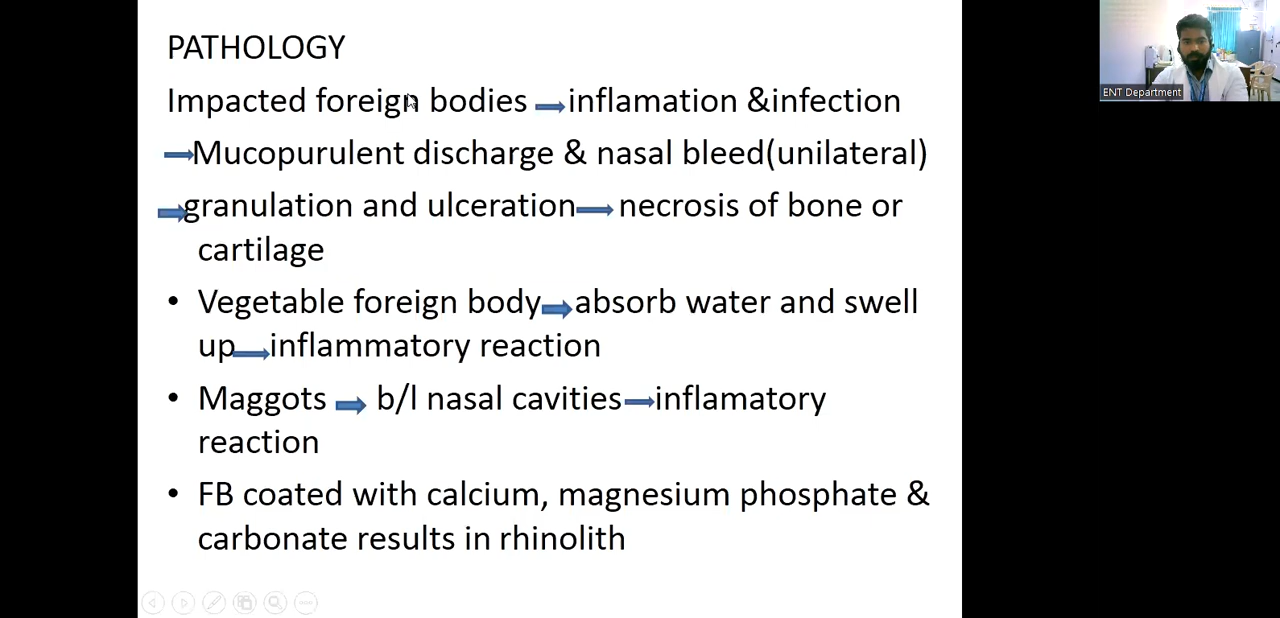 PATHOLOGY
Impacted foreign bodies → inflamation &infection
→Mucopurulent discharge & nasal bleed(unilateral)
→granulation and ulceration→ necrosis of bone or
cartilage
• Vegetable foreign body→absorb water and swell
up→inflammatory reaction
• Maggots → b/l nasal cavities→inflamatory
reaction
• FB coated with calcium, magnesium phosphate &
carbonate results in rhinolith
ENT Department